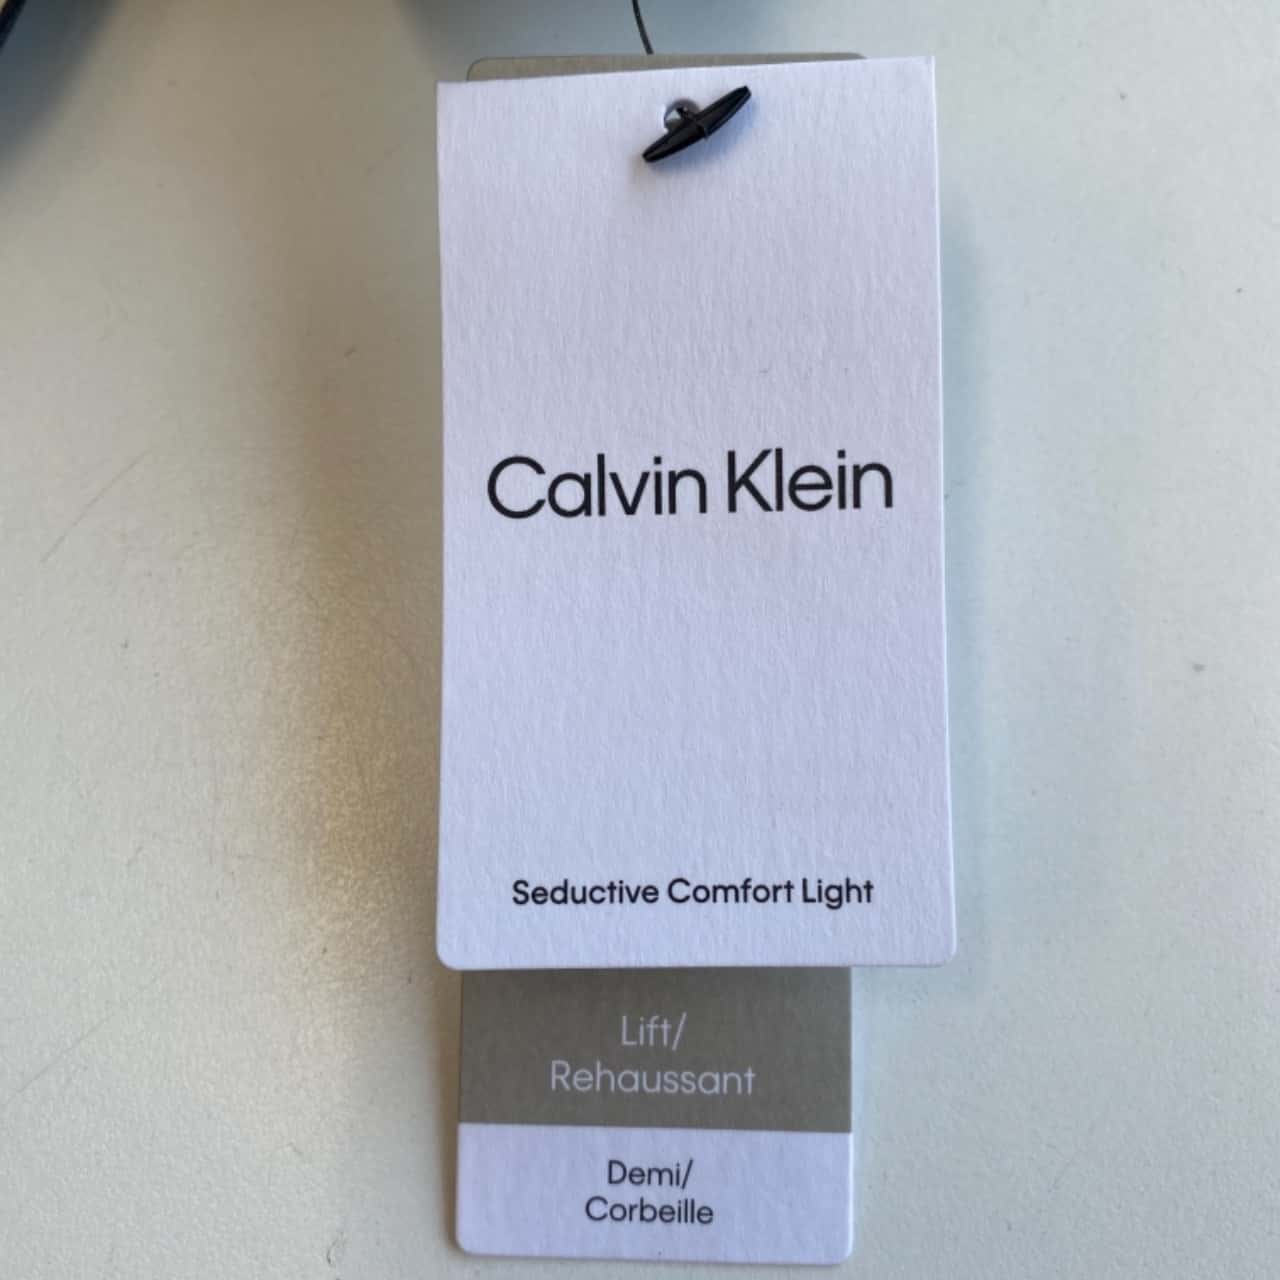 Calvin Klein
Seductive Comfort Light
Lift/
Rehaussant
Demi/
Corbeille